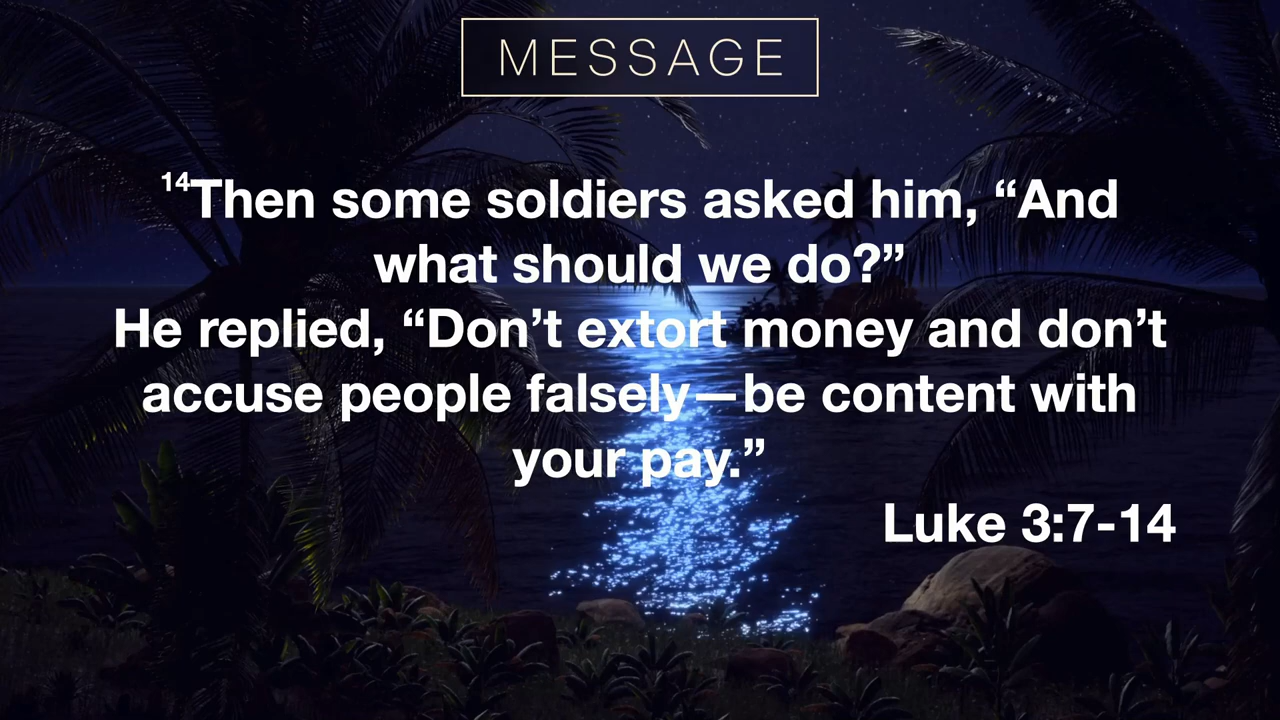 MESSAGE
14Then some soldiers asked him, “And
what should we do?”
He replied, “Don’t extort money and don’t
accuse people falsely—be content with
your pay.”
Luke 3:7-14